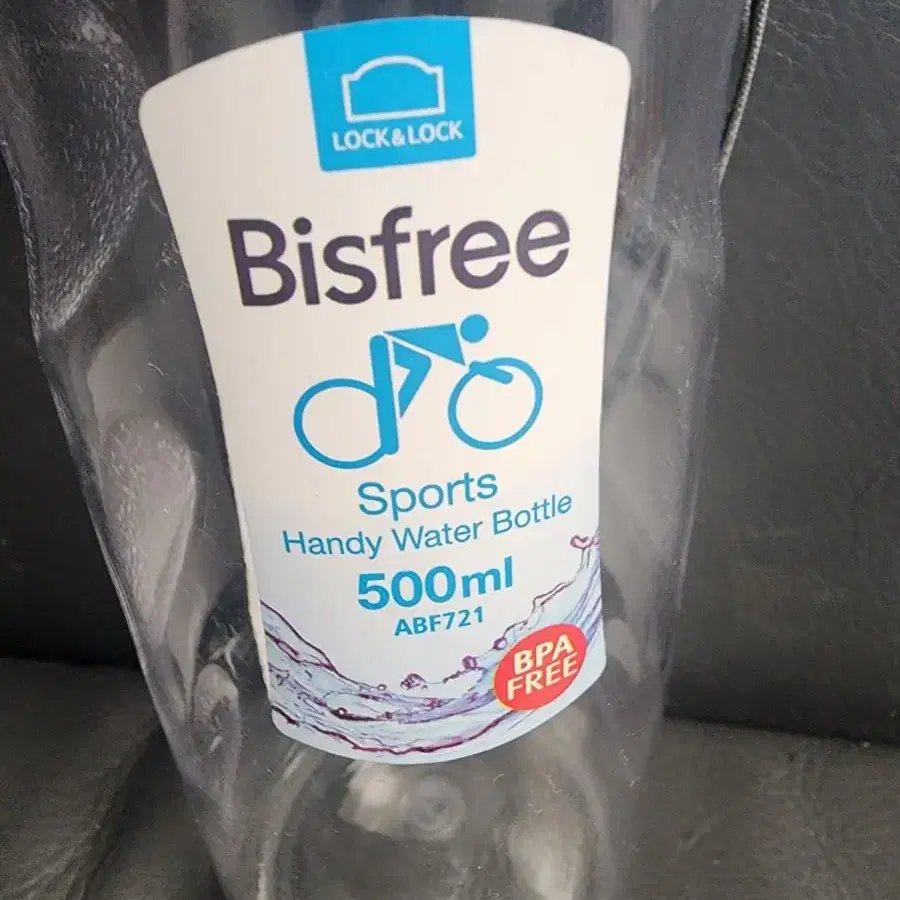 LOCK&LOCK
Bisfree
Sports
Handy Water Bottle
500ml
ABF721
BPA
FREE